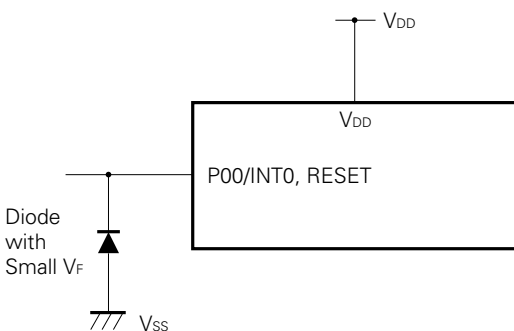 VDD
VDD
P00/INT0, RESET
Diode
with
Small VF
VSS